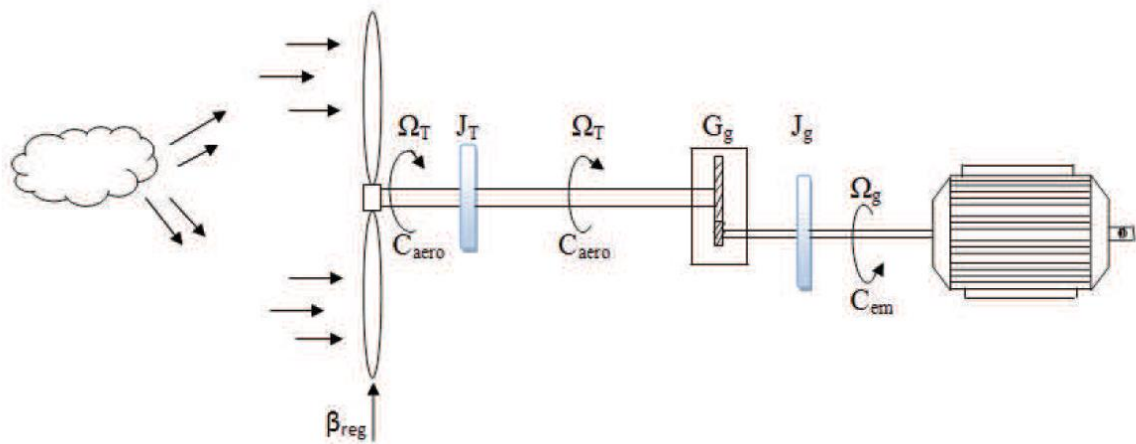 Ω_T J_T Ω_T G_g J_g
Ω_g
C_aero C_aero
C_em
β_reg